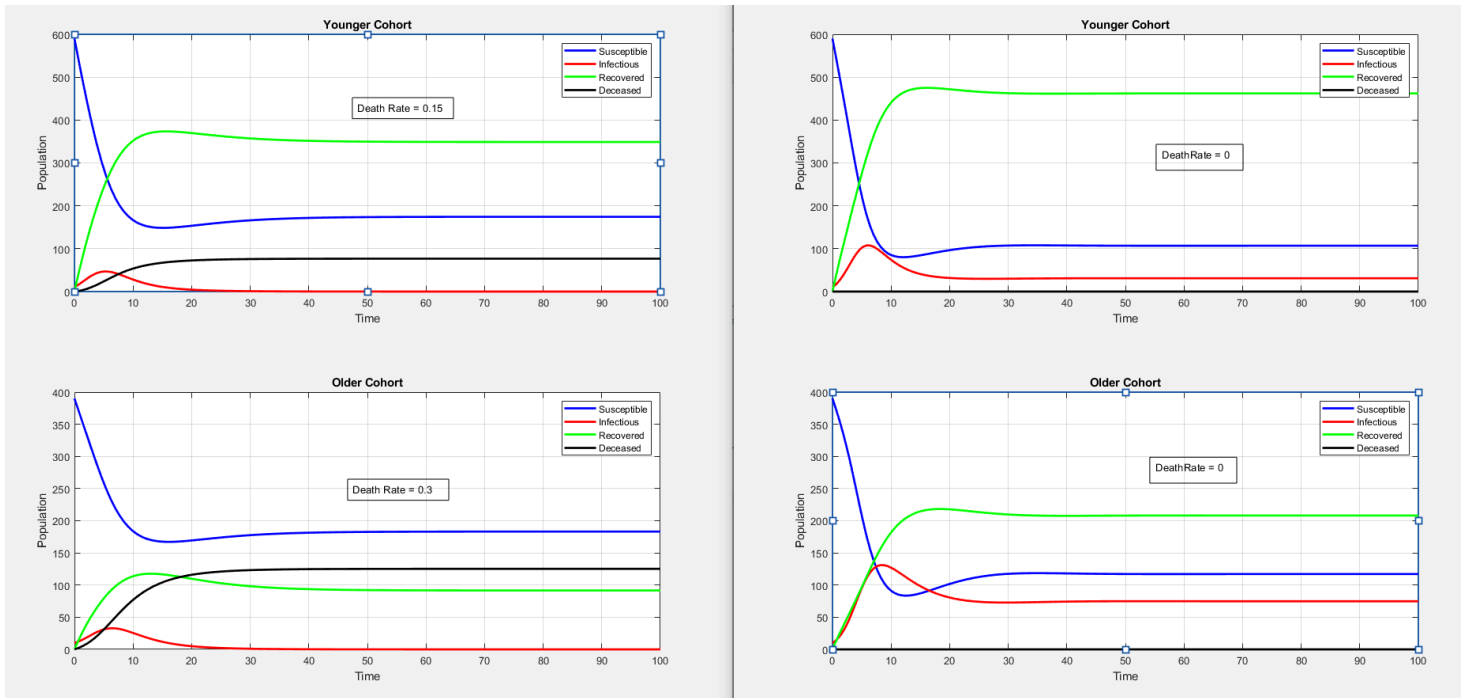 Younger Cohort
600
500
400
300
200
100
0
Population
Susceptible
Infectious
Recovered
Deceased
Death Rate = 0.15
0 10 20 30 40 50 60 70 80 90 100
Time
Younger Cohort
600
500
400
300
200
100
0
Population
Susceptible
Infectious
Recovered
Deceased
DeathRate = 0
0 10 20 30 40 50 60 70 80 90 100
Time
Older Cohort
400
350
300
250
200
150
100
50
0
Population
Susceptible
Infectious
Recovered
Deceased
Death Rate = 0.3
0 10 20 30 40 50 60 70 80 90 100
Time
Older Cohort
400
350
300
250
200
150
100
50
0
Population
Susceptible
Infectious
Recovered
Deceased
DeathRate = 0
0 10 20 30 40 50 60 70 80 90 100
Time